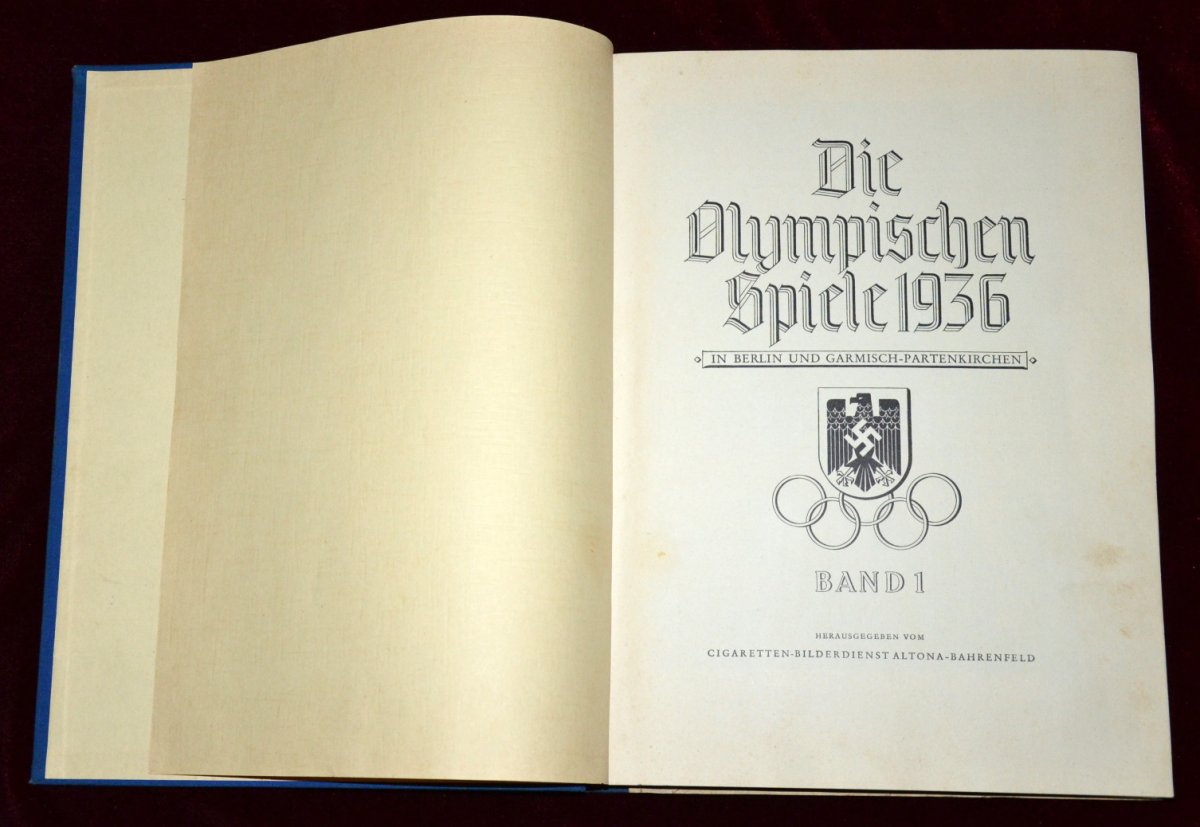 Die
Olympischen
Spiele 1936
IN BERLIN UND GARMISCH-PARTENKIRCHEN
BAND 1
HERAUSGEGEBEN VOM
CIGARETTEN-BILDERDIENST ALTONA-BAHRENFELD